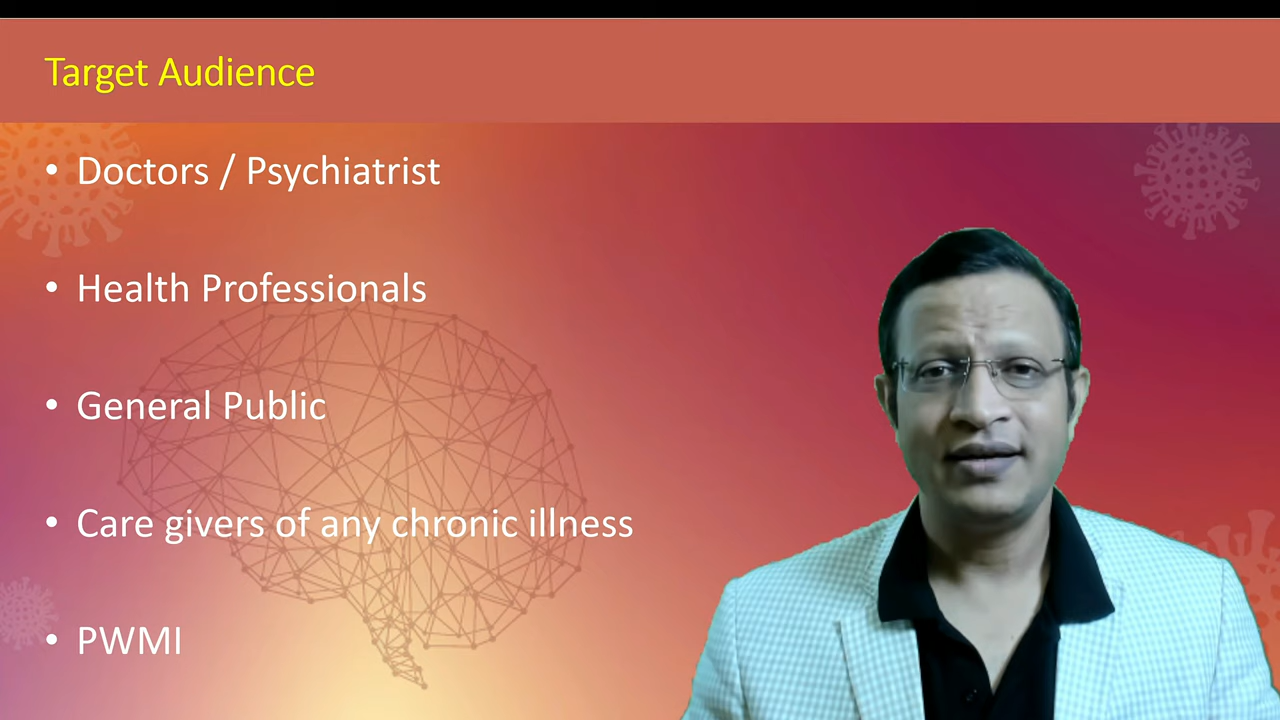 Target Audience
• Doctors / Psychiatrist
• Health Professionals
• General Public
• Care givers of any chronic illness
• PWMI